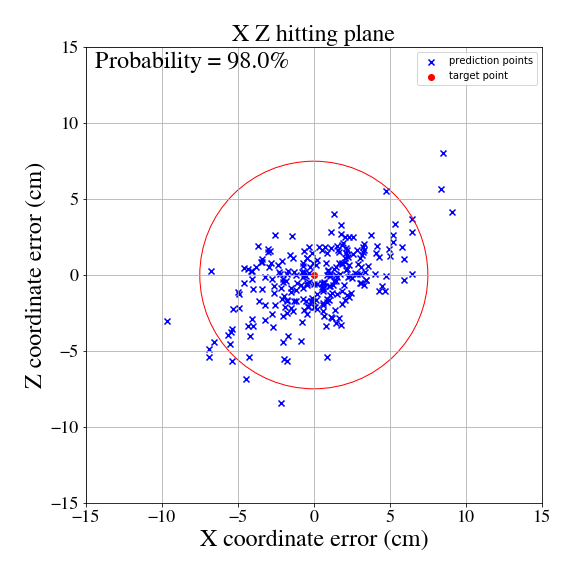 X Z hitting plane
Probability = 98.0%
prediction points
target point
15
10
5
0
−5
−10
−15
Z coordinate error (cm)
−15 −10 −5 0 5 10 15
X coordinate error (cm)